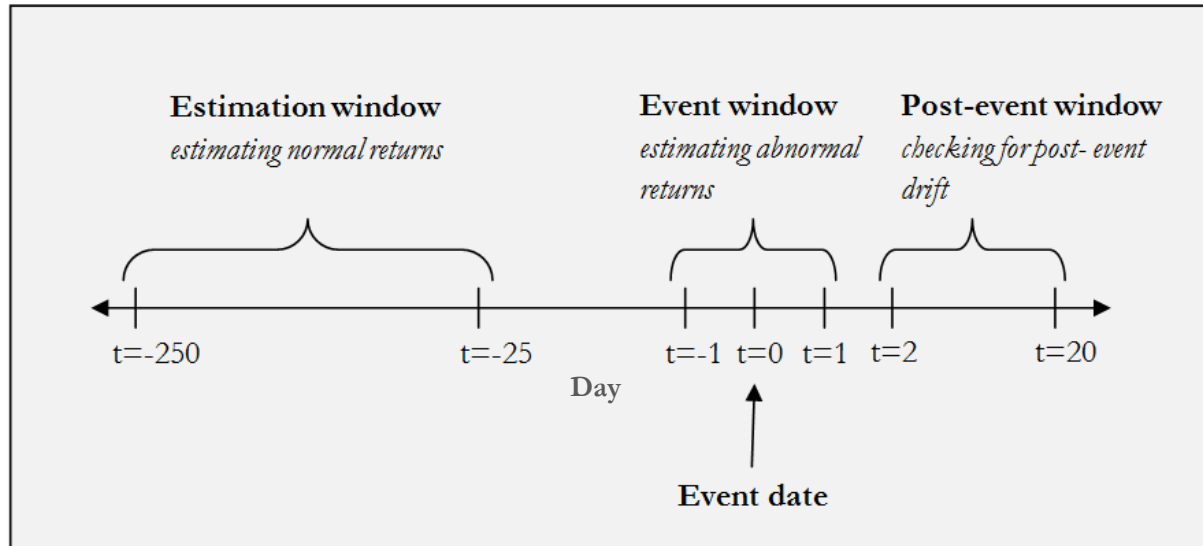 Estimation window
estimating normal returns
Event window
estimating abnormal
returns
Post-event window
checking for post- event
drift
t=-250
t=-25
t=-1
t=0
t=1
t=2
t=20
Day
Event date